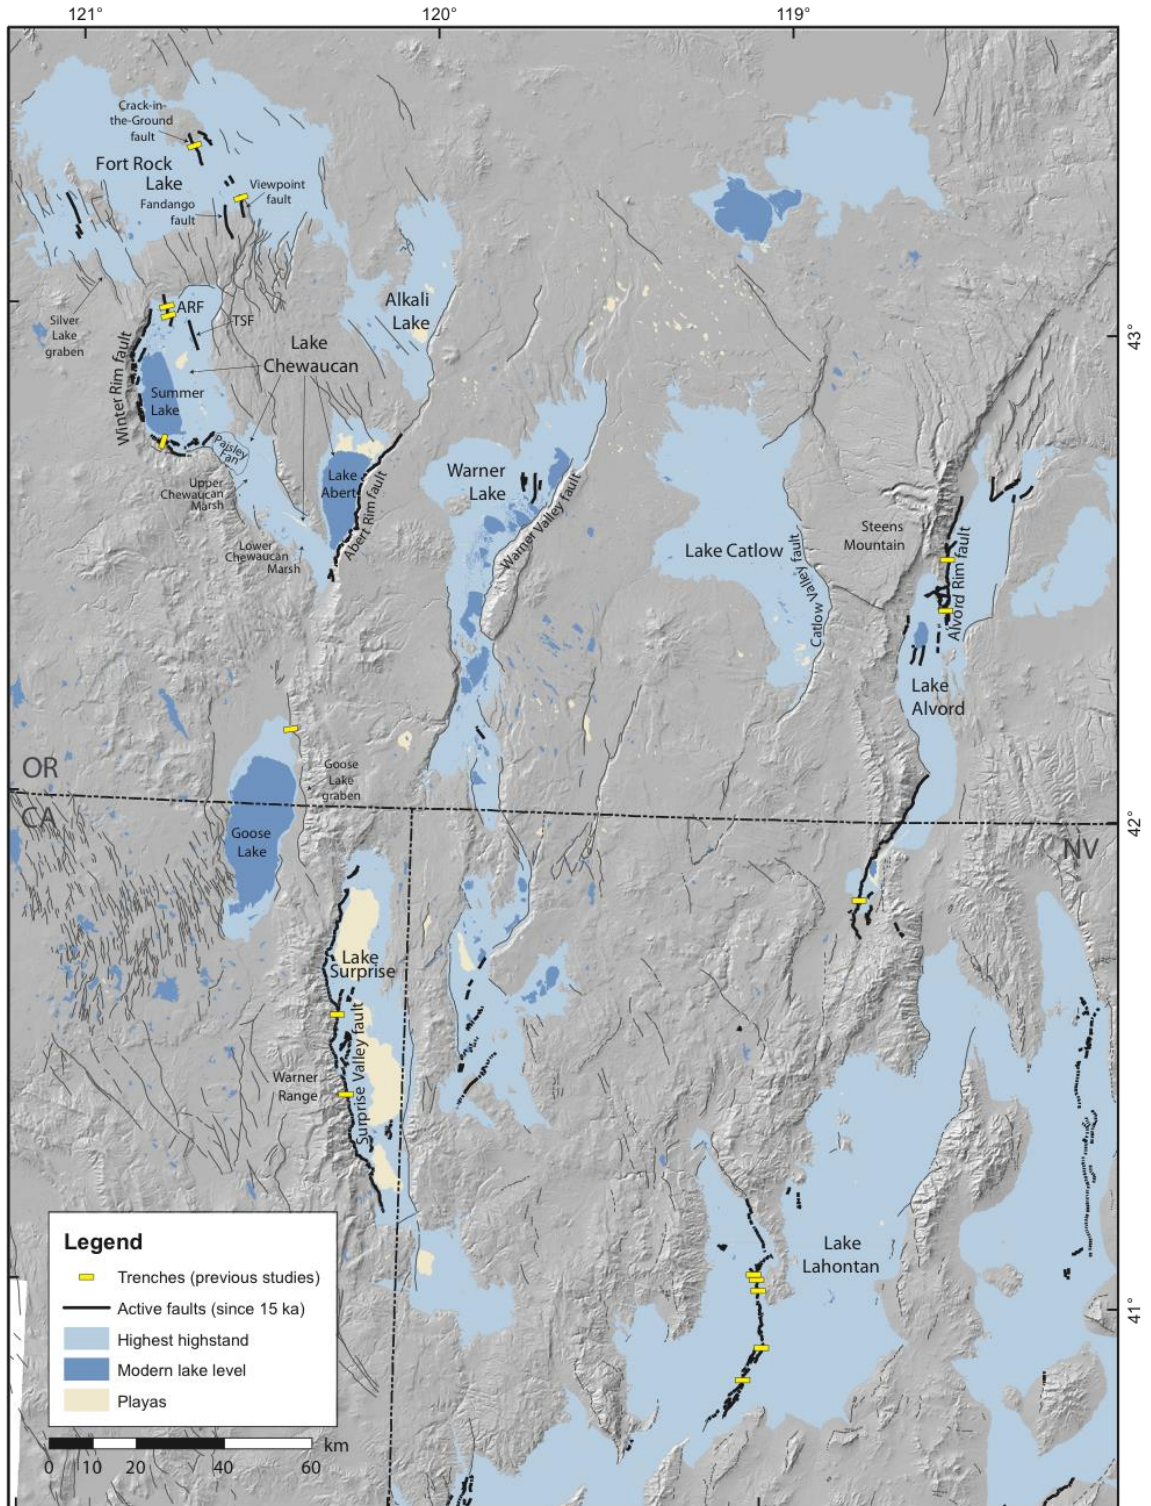 121°
120°
119°
Crack-in-
the-Ground
fault
Fort Rock
Lake
Viewpoint
fault
Fandango
fault
Silver
Lake
graben
ARF
TSF
Alkali
Lake
43°
Lake
Chewaucan
Winter Rim fault
Summer
Lake
Paisley
Fan
Upper
Chewaucan
Marsh
Lake
Abert
Abert Rim fault
Lower
Chewaucan
Marsh
Warner
Lake
Warner Valley fault
Lake Catlow
Catlow Valley fault
Steens
Mountain
Alvord Rim fault
Lake
Alvord
OR
CA
Goose
Lake
graben
Goose
Lake
42°
NV
Lake
Surprise
Surprise Valley fault
Warner
Range
Lake
Lahontan
41°
Legend
Trenches (previous studies)
Active faults (since 15 ka)
Highest highstand
Modern lake level
Playas
km
0 10 20 40 60